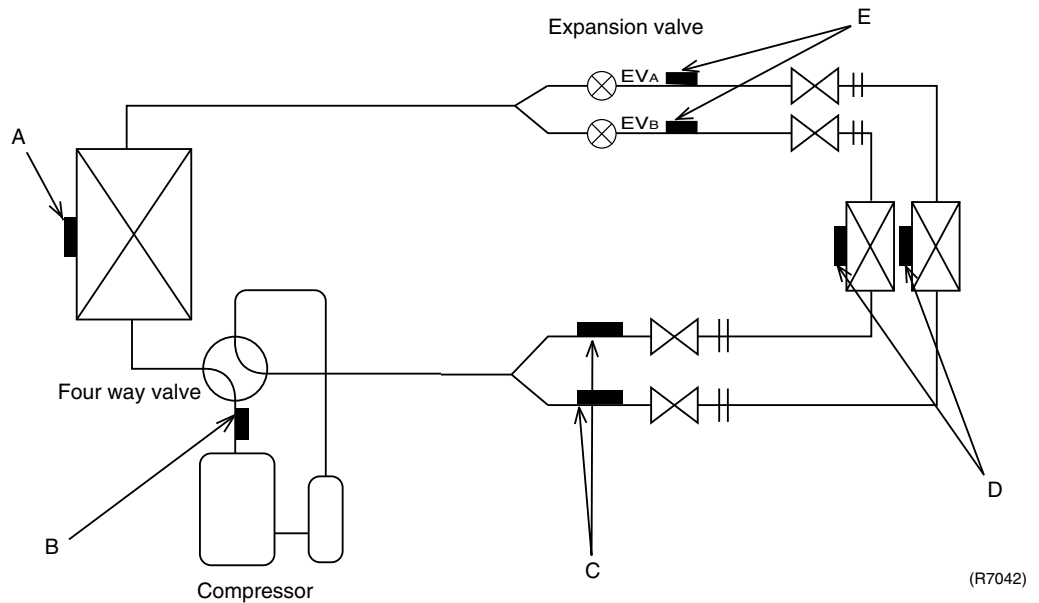 E
Expansion valve
EVA
EVB
A
Four way valve
B
Compressor
C
D
(R7042)